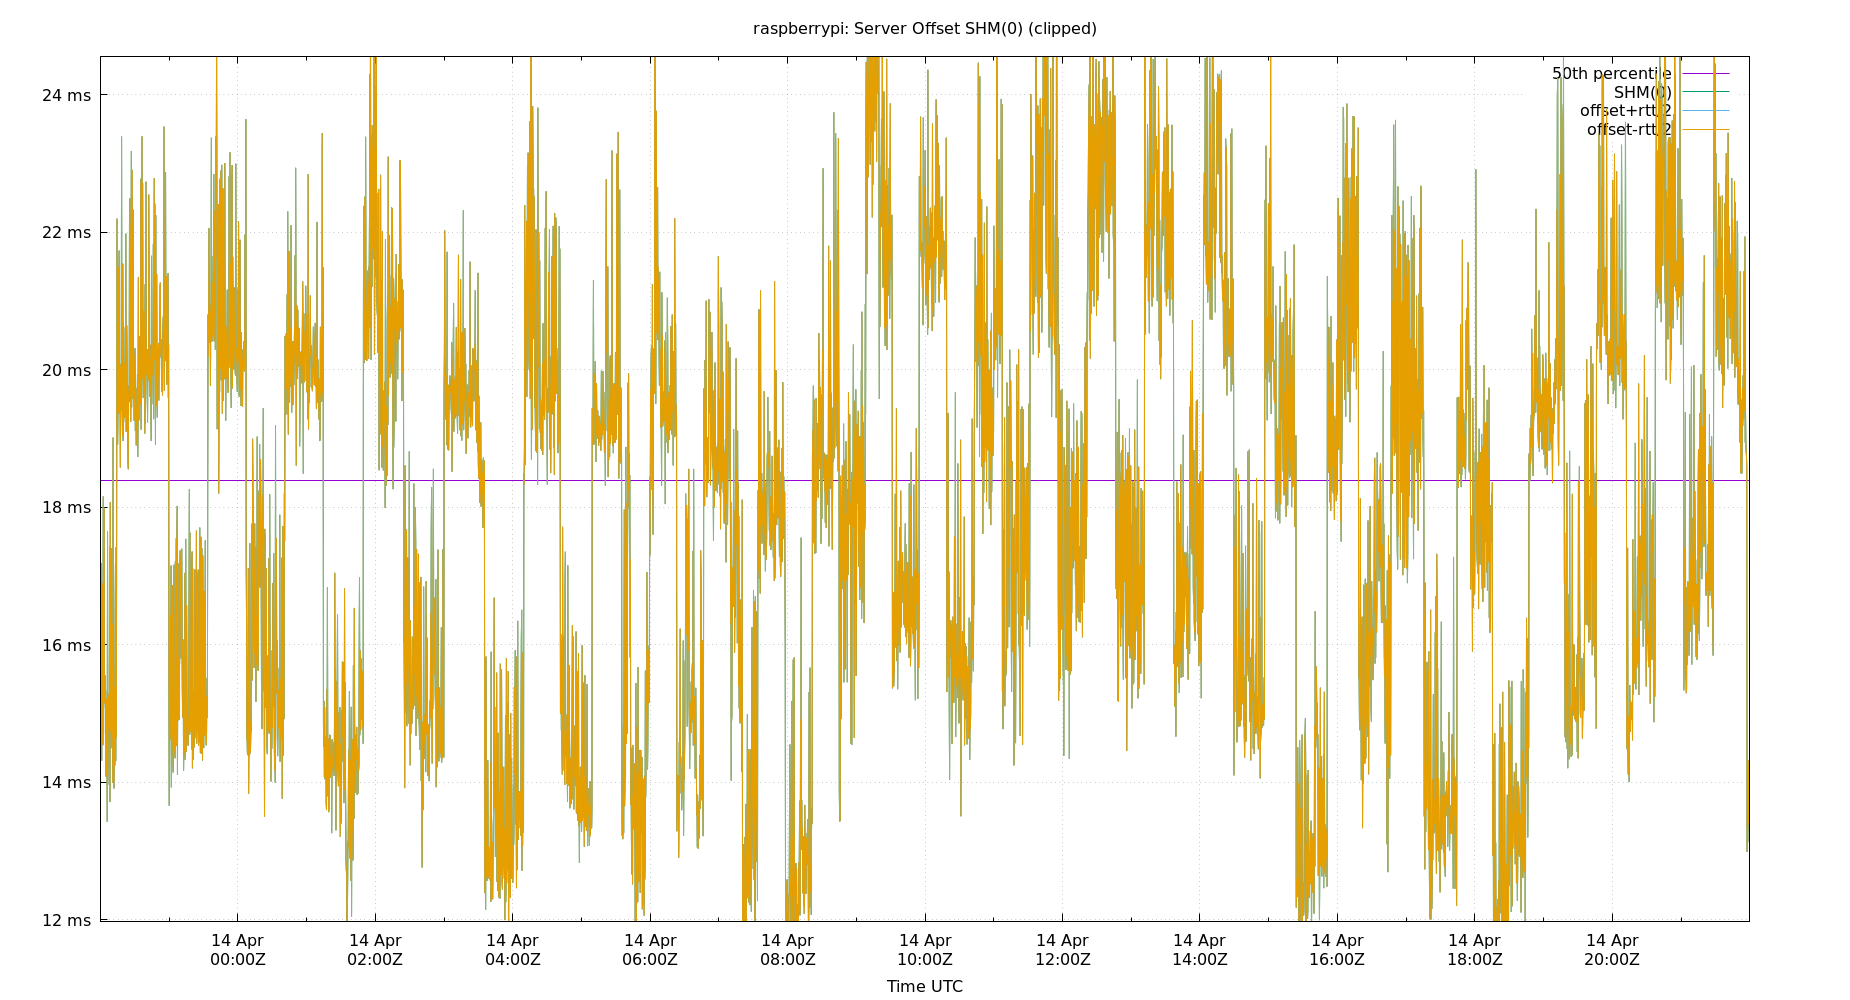 raspberrypi: Server Offset SHM(0) (clipped)
50th percentile
SHM(0)
offset+rtt/2
offset-rtt/2
24 ms
22 ms
20 ms
18 ms
16 ms
14 ms
12 ms
14 Apr 14 Apr 14 Apr 14 Apr 14 Apr 14 Apr 14 Apr 14 Apr 14 Apr 14 Apr 14 Apr
00:00Z 02:00Z 04:00Z 06:00Z 08:00Z 10:00Z 12:00Z 14:00Z 16:00Z 18:00Z 20:00Z
Time UTC